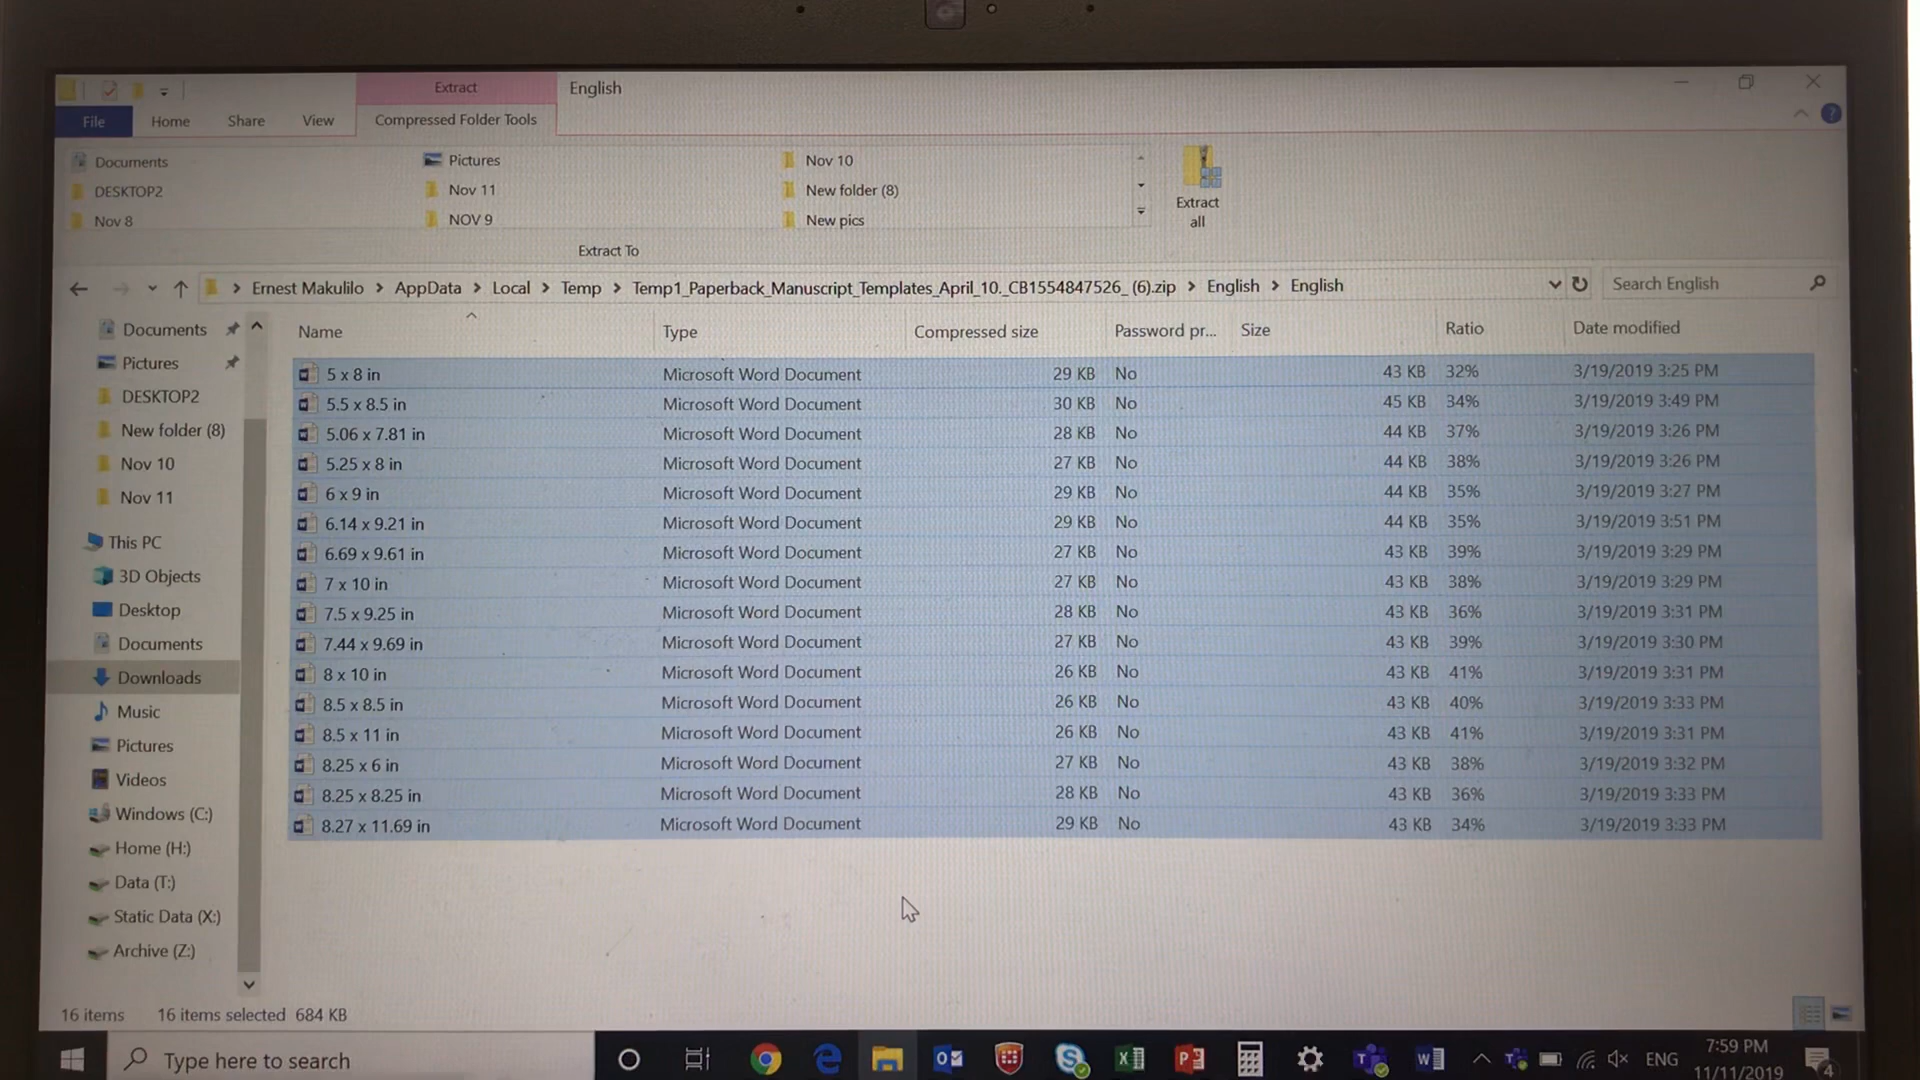 Extract English
File Home Share View Compressed Folder Tools
Documents Pictures Nov 10
DESKTOP2 Nov 11 New folder (8)
Nov 8 NOV 9 New pics
Extract all
Extract To
Ernest Makulilo > AppData > Local > Temp > Temp1_Paperback_Manuscript_Templates_April_10._CB1554847526_ (6).zip > English > English
Search English
Name Type Compressed size Password pr... Size Ratio Date modified
5 x 8 in Microsoft Word Document 29 KB No 43 KB 32% 3/19/2019 3:25 PM
5.5 x 8.5 in Microsoft Word Document 30 KB No 45 KB 34% 3/19/2019 3:49 PM
5.06 x 7.81 in Microsoft Word Document 28 KB No 44 KB 37% 3/19/2019 3:26 PM
5.25 x 8 in Microsoft Word Document 27 KB No 44 KB 38% 3/19/2019 3:26 PM
6 x 9 in Microsoft Word Document 29 KB No 44 KB 35% 3/19/2019 3:27 PM
6.14 x 9.21 in Microsoft Word Document 29 KB No 44 KB 35% 3/19/2019 3:51 PM
6.69 x 9.61 in Microsoft Word Document 27 KB No 43 KB 39% 3/19/2019 3:29 PM
7 x 10 in Microsoft Word Document 27 KB No 43 KB 38% 3/19/2019 3:29 PM
7.5 x 9.25 in Microsoft Word Document 28 KB No 43 KB 36% 3/19/2019 3:31 PM
7.44 x 9.69 in Microsoft Word Document 27 KB No 43 KB 39% 3/19/2019 3:30 PM
8 x 10 in Microsoft Word Document 26 KB No 43 KB 41% 3/19/2019 3:31 PM
8.5 x 8.5 in Microsoft Word Document 26 KB No 43 KB 40% 3/19/2019 3:33 PM
8.5 x 11 in Microsoft Word Document 26 KB No 43 KB 41% 3/19/2019 3:31 PM
8.25 x 6 in Microsoft Word Document 27 KB No 43 KB 38% 3/19/2019 3:32 PM
8.25 x 8.25 in Microsoft Word Document 28 KB No 43 KB 36% 3/19/2019 3:33 PM
8.27 x 11.69 in Microsoft Word Document 29 KB No 43 KB 34% 3/19/2019 3:33 PM
Documents
Pictures
DESKTOP2
New folder (8)
Nov 10
Nov 11
This PC
3D Objects
Desktop
Documents
Downloads
Music
Pictures
Videos
Windows (C:)
Home (H:)
Data (T:)
Static Data (X:)
Archive (Z:)
16 items 16 items selected 684 KB
Type here to search
ENG
7:59 PM
11/11/2019
4